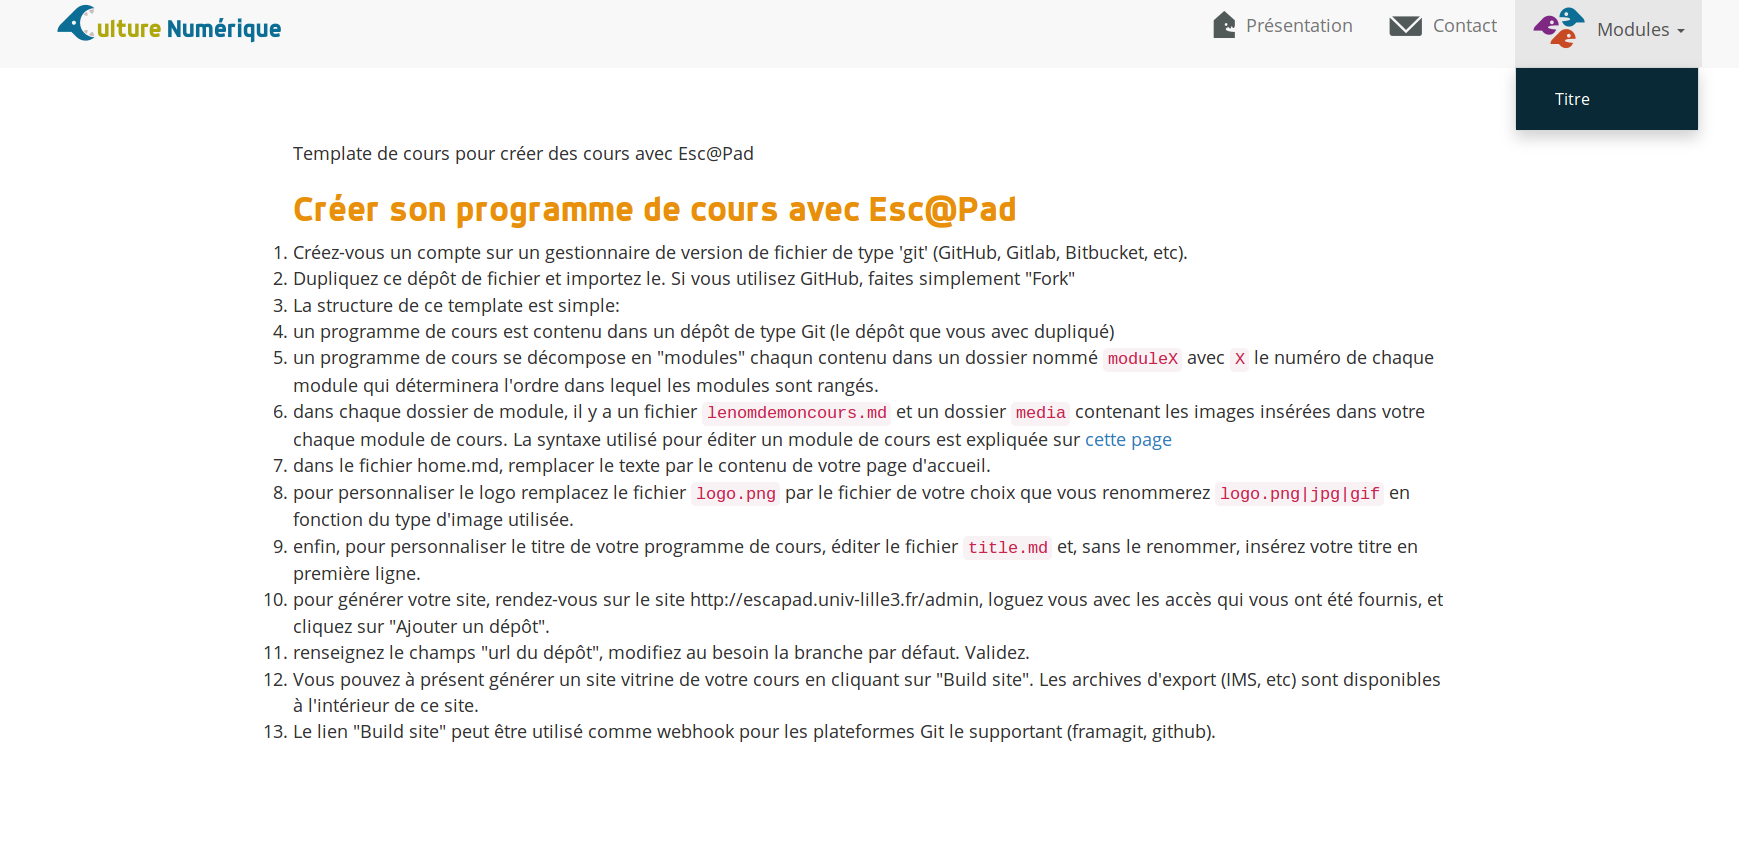 Culture Numérique
Présentation
Contact
Modules
Titre
Template de cours pour créer des cours avec Esc@Pad
Créer son programme de cours avec Esc@Pad
1. Créez-vous un compte sur un gestionnaire de version de fichier de type 'git' (GitHub, Gitlab, Bitbucket, etc).
2. Dupliquez ce dépôt de fichier et importez le. Si vous utilisez GitHub, faites simplement "Fork"
3. La structure de ce template est simple:
4. un programme de cours est contenu dans un dépôt de type Git (le dépôt que vous avec dupliqué)
5. un programme de cours se décompose en "modules" chaqun contenu dans un dossier nommé moduleX avec X le numéro de chaque
module qui déterminera l'ordre dans lequel les modules sont rangés.
6. dans chaque dossier de module, il y a un fichier lenomdemoncours.md et un dossier media contenant les images insérées dans votre
chaque module de cours. La syntaxe utilisé pour éditer un module de cours est expliquée sur cette page
7. dans le fichier home.md, remplacer le texte par le contenu de votre page d'accueil.
8. pour personnaliser le logo remplacez le fichier logo.png par le fichier de votre choix que vous renommerez logo.png|jpg|gif en
fonction du type d'image utilisée.
9. enfin, pour personnaliser le titre de votre programme de cours, éditer le fichier title.md et, sans le renommer, insérez votre titre en
première ligne.
10. pour générer votre site, rendez-vous sur le site http://escapad.univ-lille3.fr/admin, loguez vous avec les accès qui vous ont été fournis, et
cliquez sur "Ajouter un dépôt".
11. renseignez le champs "url du dépôt", modifiez au besoin la branche par défaut. Validez.
12. Vous pouvez à présent générer un site vitrine de votre cours en cliquant sur "Build site". Les archives d'export (IMS, etc) sont disponibles
à l'intérieur de ce site.
13. Le lien "Build site" peut être utilisé comme webhook pour les plateformes Git le supportant (framagit, github).